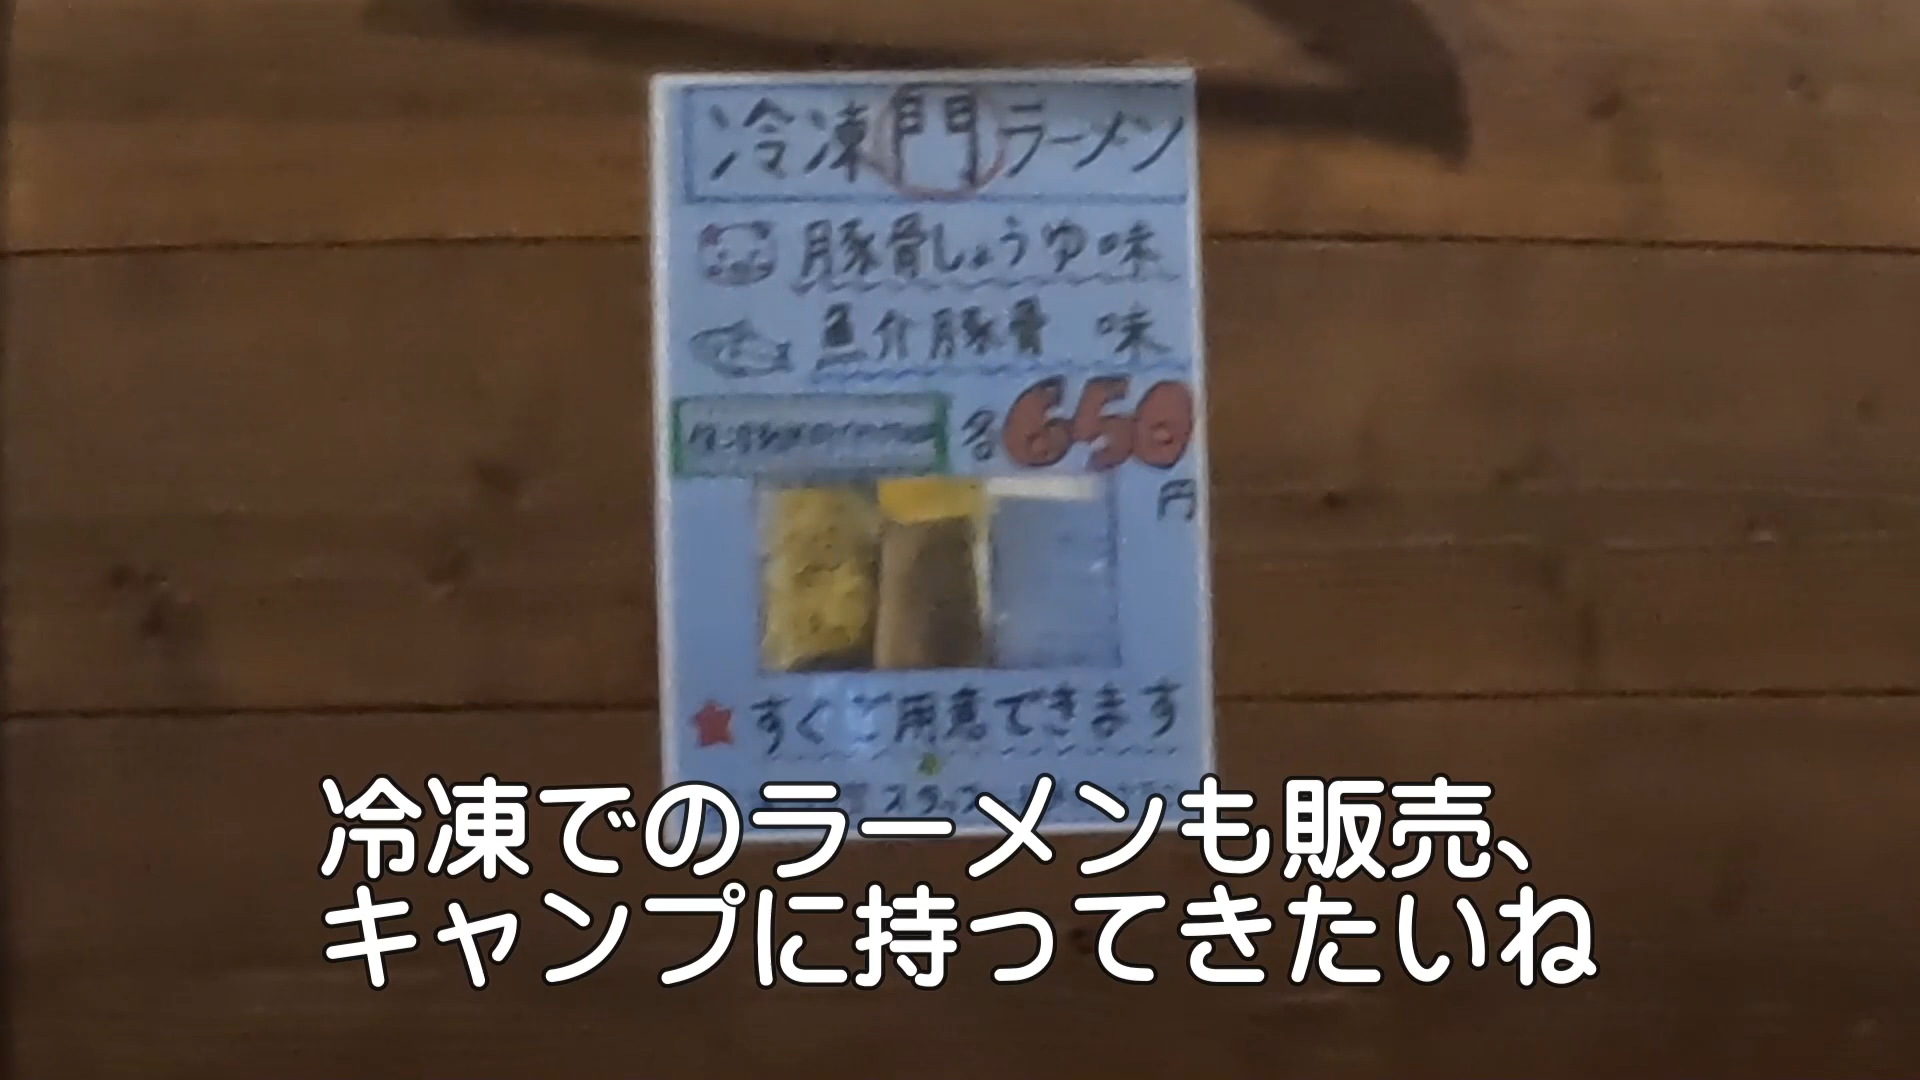 冷凍門ラーメン
豚骨しょうゆ味
魚介豚骨 味
各650円
すぐご用意できます
冷凍でのラーメンも販売、
キャンプに持ってきたいね